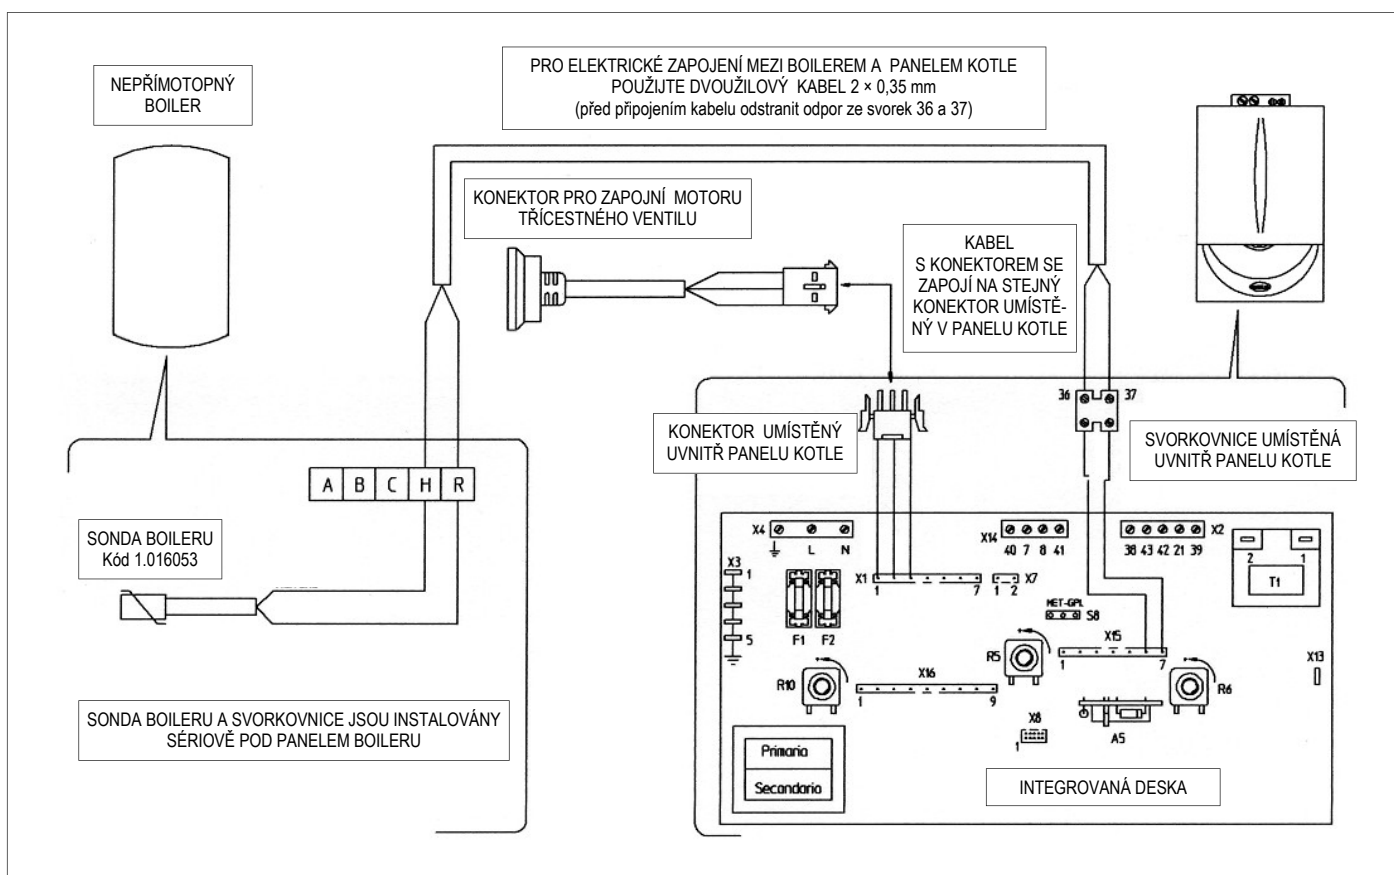 NEPŘÍMOTOPNÝ
BOILER
PRO ELEKTRICKÉ ZAPOJENÍ MEZI BOILEREM A PANELEM KOTLE
POUŽIJTE DVOUŽILOVÝ KABEL 2 × 0,35 mm
(před připojením kabelu odstranit odpor ze svorek 36 a 37)
KONEKTOR PRO ZAPOJNÍ MOTORU
TŘÍCESTNÉHO VENTILU
KABEL
S KONEKTOREM SE
ZAPOJÍ NA STEJNÝ
KONEKTOR UMÍSTĚ-
NÝ V PANELU KOTLE
36 37
KONEKTOR UMÍSTĚNÝ
UVNITŘ PANELU KOTLE
SVORKOVNICE UMÍSTĚNÁ
UVNITŘ PANELU KOTLE
A B C H R
SONDA BOILERU
Kód 1.016053
SONDA BOILERU A SVORKOVNICE JSOU INSTALOVÁNY
SÉRIOVĚ POD PANELEM BOILERU
X4
L N
X14
40 7 8 41
X2
38 43 42 21 39
2 1
T1
X3
1
5
F1 F2
X1
1 7
X7
1 2
MET-GPL
S8
X15
1 7
R5
R10
X16
1 9
R6
X13
X8
1
A5
Primaria
Secondaria
INTEGROVANÁ DESKA